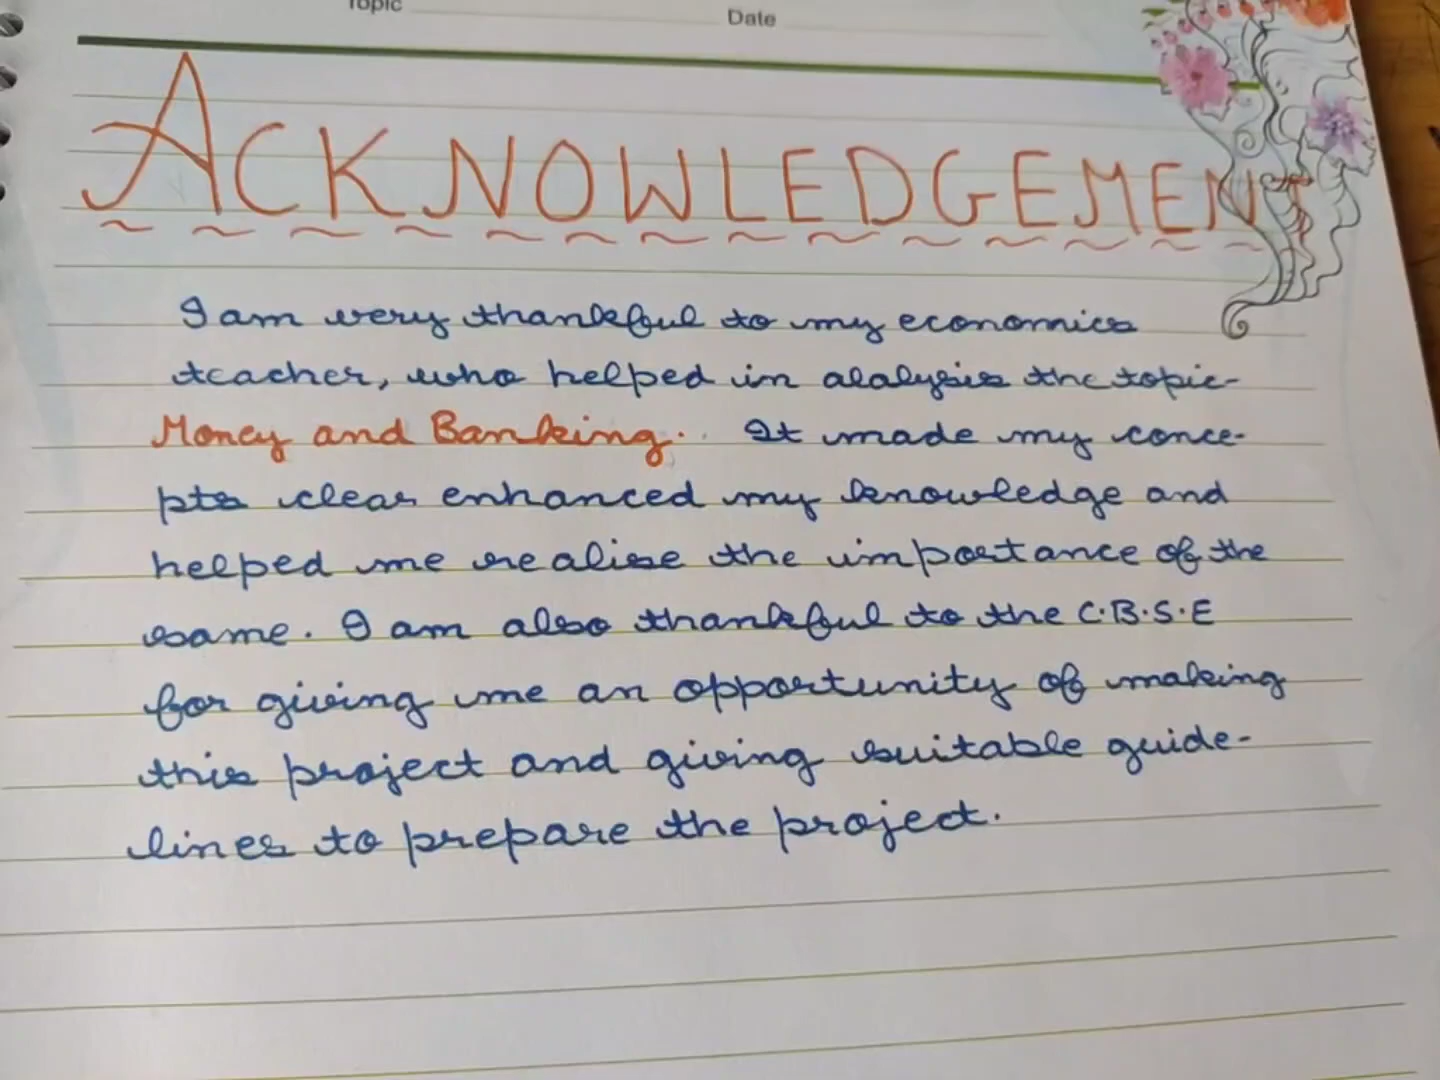 Topic Date
ACKNOWLEDGEMENT
I am very thankful to my economics
teacher, who helped in alalysis the topic-
Money and Banking. It made my conce-
pts clear enhanced my knowledge and
helped me realise the importance of the
same. I am also thankful to the C.B.S.E
for giving me an opportunity of making
this project and giving suitable guide-
lines to prepare the project.